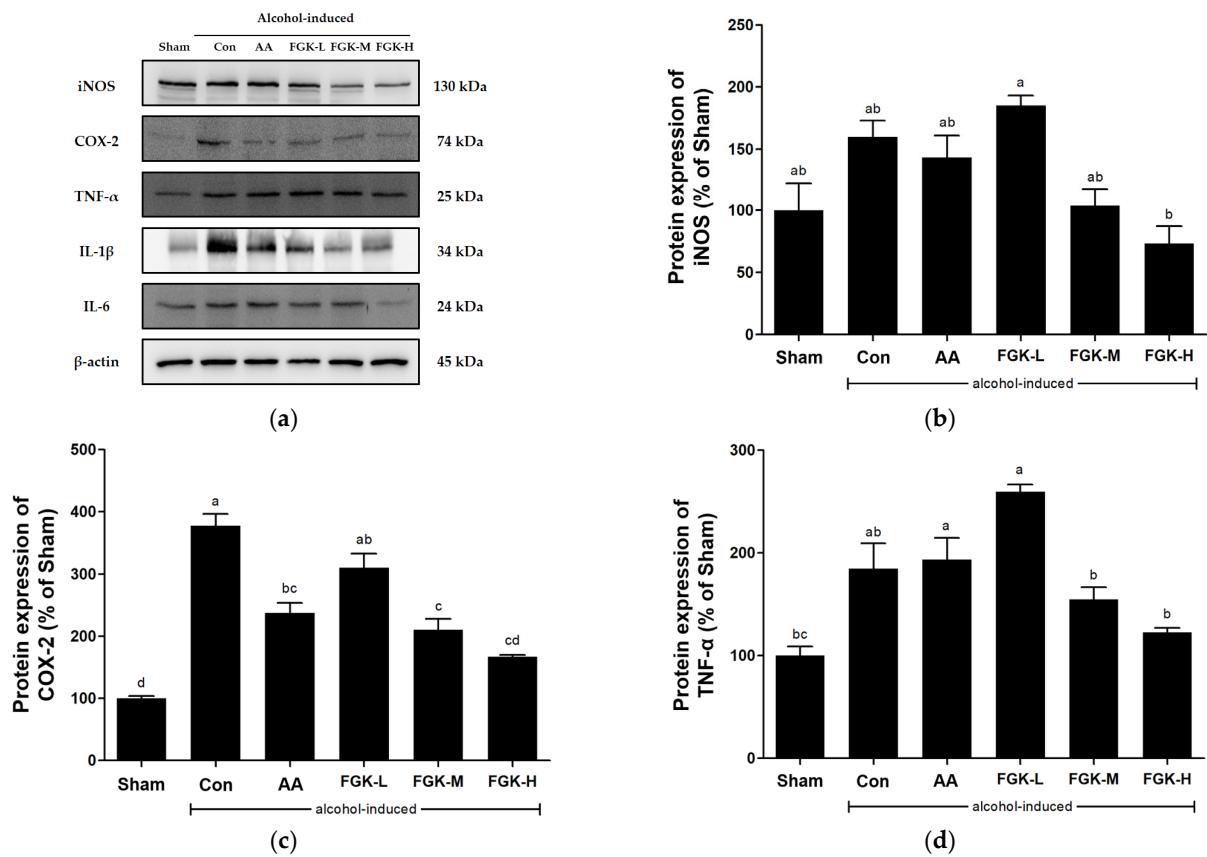 Alcohol-induced
Sham Con AA FGK-L FGK-M FGK-H
iNOS 130 kDa
COX-2 74 kDa
TNF-α 25 kDa
IL-1β 34 kDa
IL-6 24 kDa
β-actin 45 kDa
(a)
Protein expression of
iNOS (% of Sham)
250
200
150
100
50
0
ab ab ab a ab b
Sham Con AA FGK-L FGK-M FGK-H
alcohol-induced
(b)
Protein expression of
COX-2 (% of Sham)
500
400
300
200
100
0
d a bc ab c cd
Sham Con AA FGK-L FGK-M FGK-H
alcohol-induced
(c)
Protein expression of
TNF-α (% of Sham)
300
200
100
0
bc ab a a b b
Sham Con AA FGK-L FGK-M FGK-H
alcohol-induced
(d)